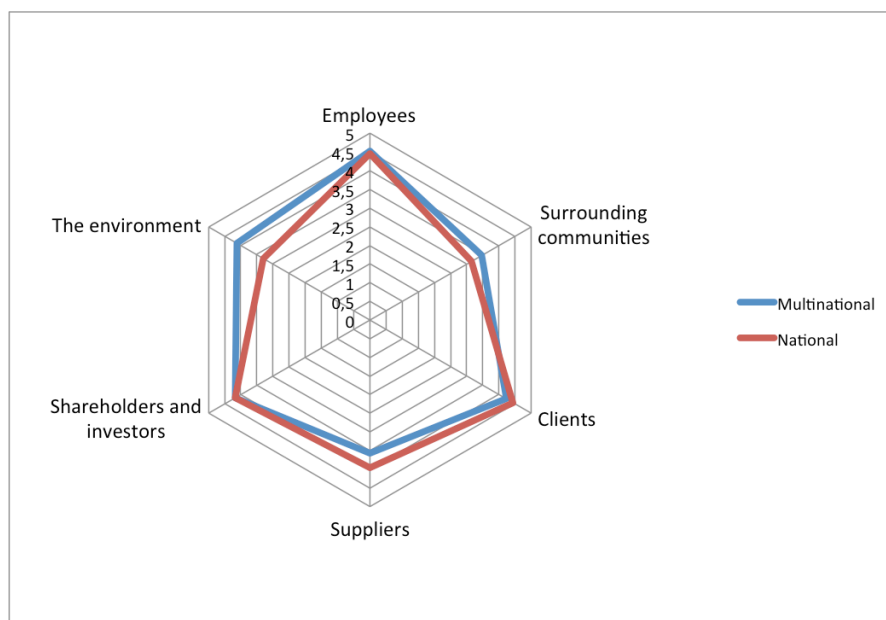 Employees
5
4,5
4
3,5
3
2,5
2
1,5
1
0,5
0
The environment
Surrounding
communities
Multinational
National
Shareholders and
investors
Clients
Suppliers